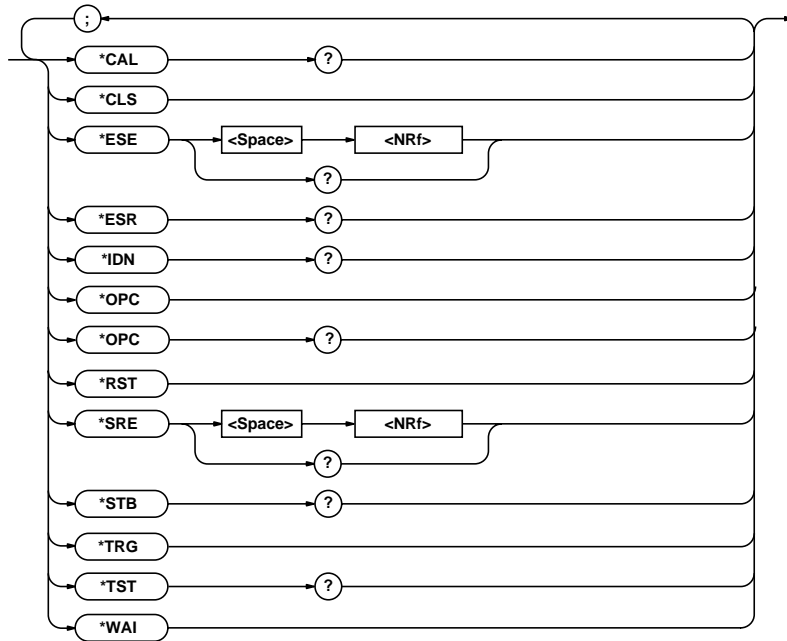 ;
*CAL ?
*CLS
*ESE <Space> <NRf>
?
*ESR ?
*IDN ?
*OPC
*OPC ?
*RST
*SRE <Space> <NRf>
?
*STB ?
*TRG
*TST ?
*WAI